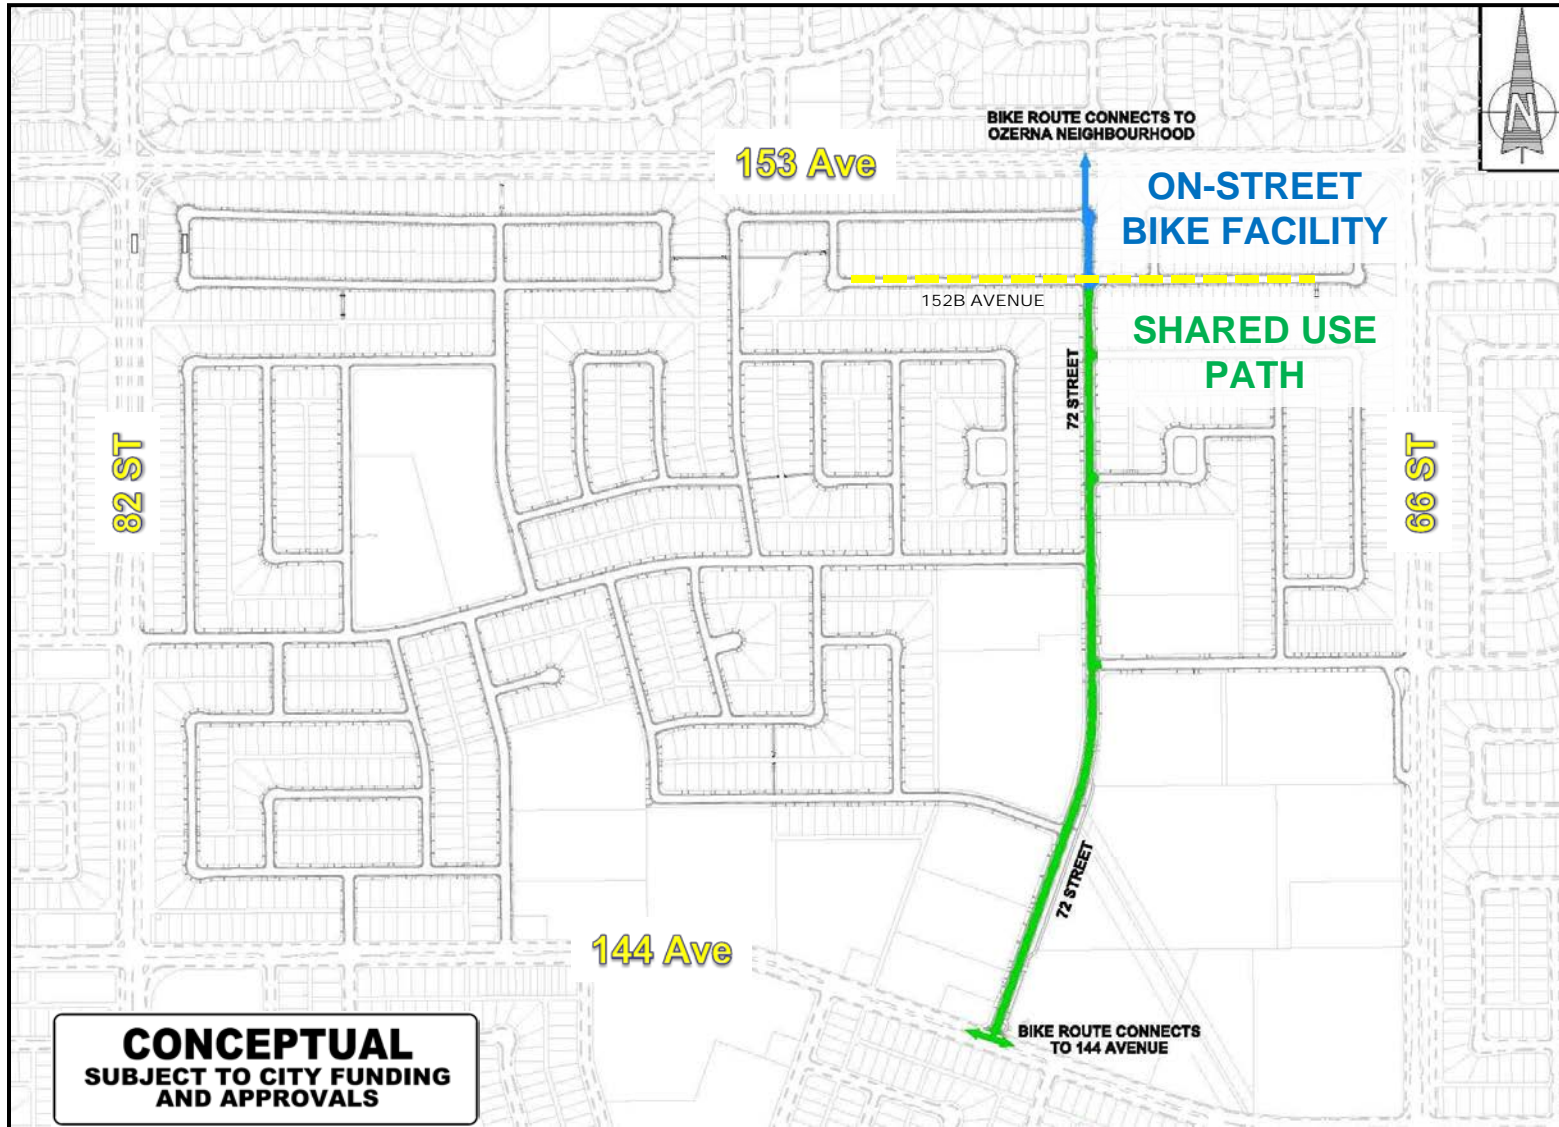 N
BIKE ROUTE CONNECTS TO
OZERNA NEIGHBOURHOOD
153 Ave
ON-STREET
BIKE FACILITY
152B AVENUE
SHARED USE
PATH
72 STREET
82 ST
66 ST
72 STREET
144 Ave
BIKE ROUTE CONNECTS
TO 144 AVENUE
CONCEPTUAL
SUBJECT TO CITY FUNDING
AND APPROVALS